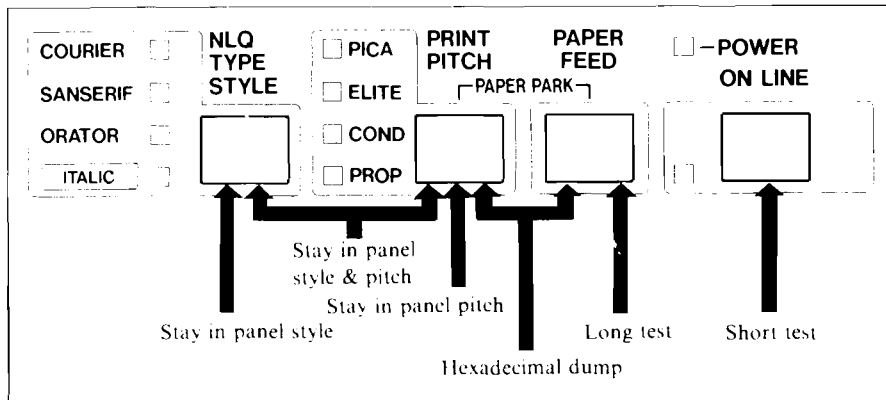 COURIER
SANSERIF
ORATOR
ITALIC
NLQ
TYPE
STYLE
PICA
ELITE
COND
PROP
PRINT
PITCH
PAPER
FEED
PAPER PARK
POWER
ON LINE
Stay in panel
style & pitch
Stay in panel pitch
Stay in panel style
Long test
Short test
Hexadecimal dump